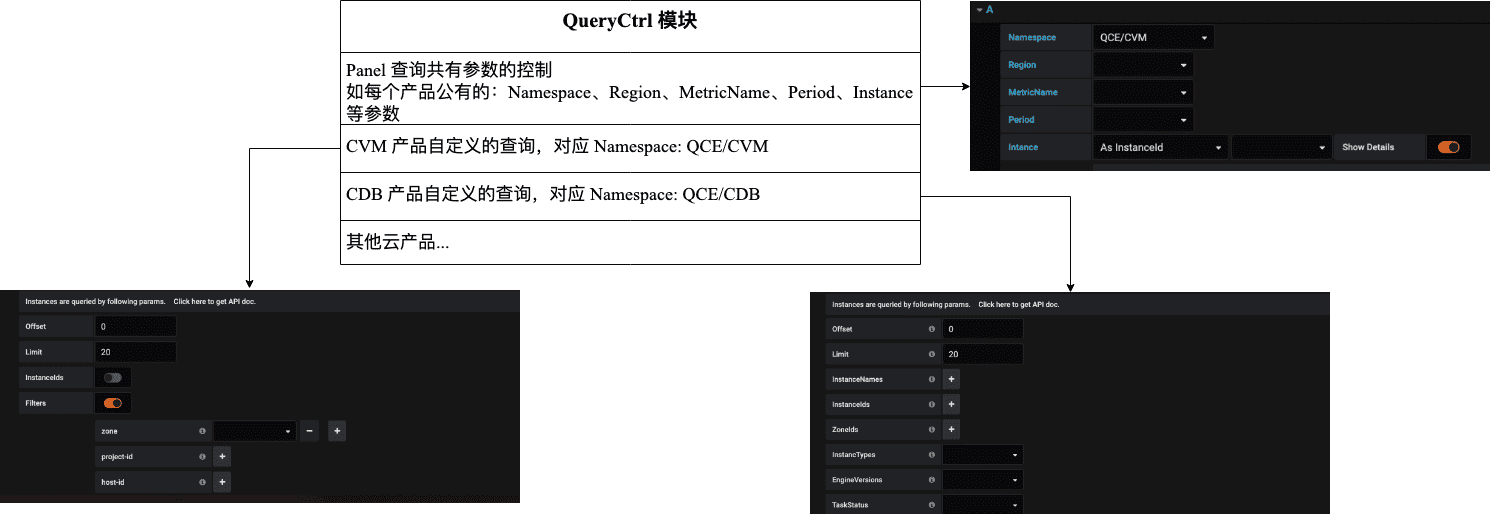 QueryCtrl 模块
Panel 查询共有参数的控制
如每个产品公有的：Namespace、Region、MetricName、Period、Instance
等参数
CVM 产品自定义的查询，对应 Namespace: QCE/CVM
CDB 产品自定义的查询，对应 Namespace: QCE/CDB
其他云产品...
A
Namespace QCE/CVM
Region
MetricName
Period
Intance As InstanceId Show Details
Instances are queried by following params. Click here to get API doc.
Offset 0
Limit 20
InstanceIds
Filters
zone
project-id
host-id
Instances are queried by following params. Click here to get API doc.
Offset 0
Limit 20
InstanceNames
InstanceIds
ZoneIds
InstancTypes
EngineVersions
TaskStatus